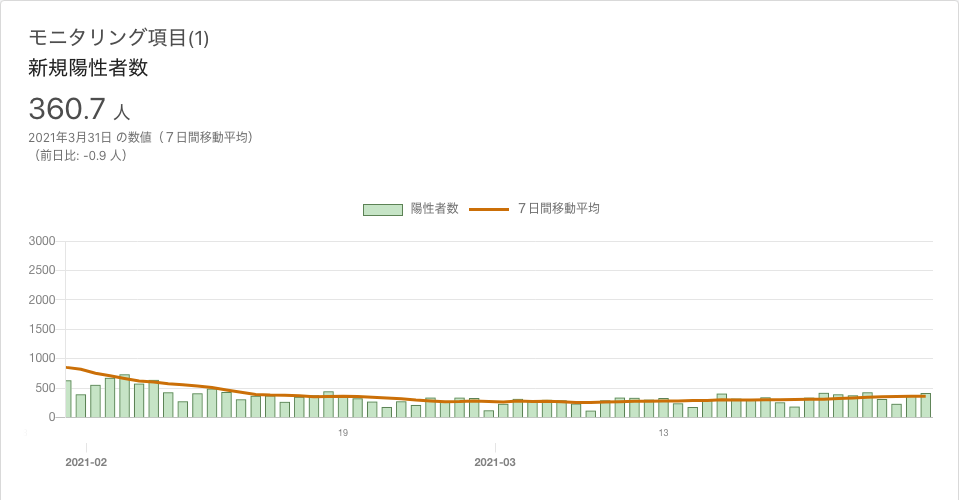 モニタリング項目(1)
新規陽性者数
360.7 人
2021年3月31日 の数値（７日間移動平均）
（前日比: -0.9 人）
陽性者数 ７日間移動平均
3000
2500
2000
1500
1000
500
0
19 13
2021-02 2021-03